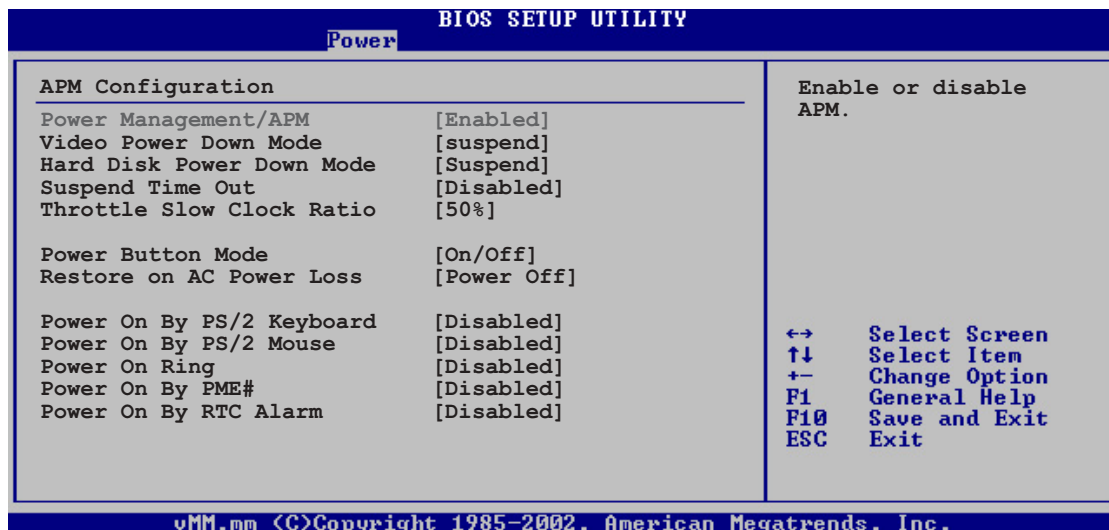 BIOS SETUP UTILITY
Power
APM Configuration
Power Management/APM [Enabled]
Video Power Down Mode [suspend]
Hard Disk Power Down Mode [Suspend]
Suspend Time Out [Disabled]
Throttle Slow Clock Ratio [50%]
Power Button Mode [On/Off]
Restore on AC Power Loss [Power Off]
Power On By PS/2 Keyboard [Disabled]
Power On By PS/2 Mouse [Disabled]
Power On Ring [Disabled]
Power On By PME# [Disabled]
Power On By RTC Alarm [Disabled]
Enable or disable
APM.
←→ Select Screen
↑↓ Select Item
+- Change Option
F1 General Help
F10 Save and Exit
ESC Exit
vMM.mm (C)Copyright 1985-2002, American Megatrends, Inc.